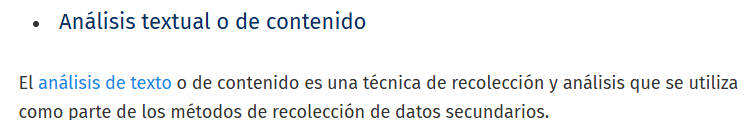 • Análisis textual o de contenido
El análisis de texto o de contenido es una técnica de recolección y análisis que se utiliza
como parte de los métodos de recolección de datos secundarios.